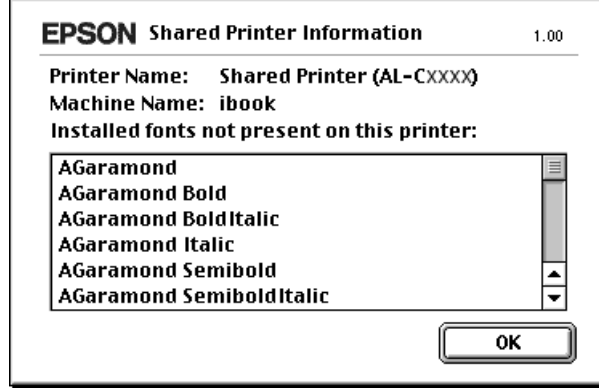 EPSON Shared Printer Information 1.00
Printer Name: Shared Printer (AL-CXXXX)
Machine Name: ibook
Installed fonts not present on this printer:
AGaramond
AGaramond Bold
AGaramond BoldItalic
AGaramond Italic
AGaramond Semibold
AGaramond SemiboldItalic
OK